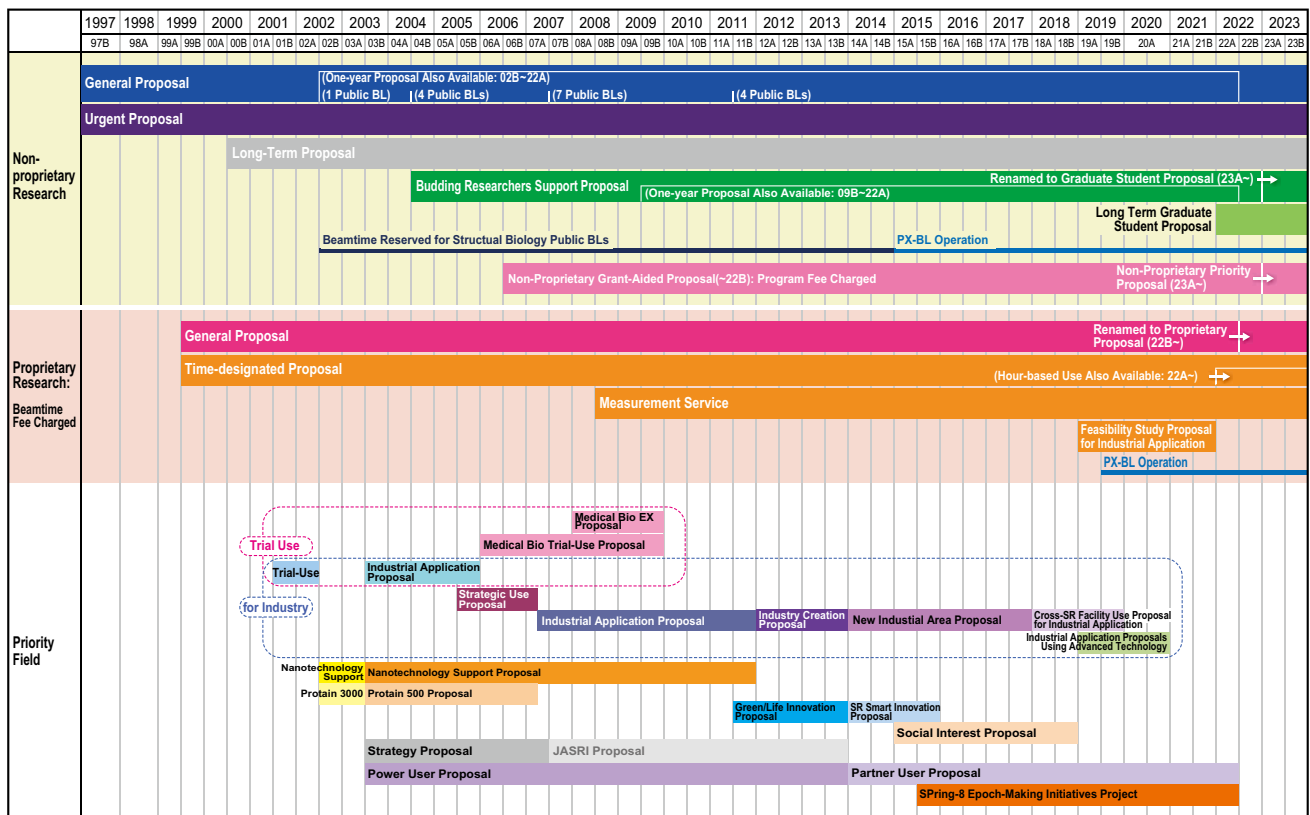 1997 1998 1999 2000 2001 2002 2003 2004 2005 2006 2007 2008 2009 2010 2011 2012 2013 2014 2015 2016 2017 2018 2019 2020 2021 2022 2023
97B 98A 99A 99B 00A 00B 01A 01B 02A 02B 03A 03B 04A 04B 05A 05B 06A 06B 07A 07B 08A 08B 09A 09B 10A 10B 11A 11B 12A 12B 13A 13B 14A 14B 15A 15B 16A 16B 17A 17B 18A 18B 19A 19B 20A 21A 21B 22A 22B 23A 23B
Non-
proprietary
Research
General Proposal
(One-year Proposal Also Available: 02B~22A)
(1 Public BL) (4 Public BLs) (7 Public BLs) (4 Public BLs)
Urgent Proposal
Long-Term Proposal
Budding Researchers Support Proposal
Renamed to Graduate Student Proposal (23A~)
(One-year Proposal Also Available: 09B~22A)
Long Term Graduate
Student Proposal
Beamtime Reserved for Structual Biology Public BLs
PX-BL Operation
Non-Proprietary Grant-Aided Proposal(~22B): Program Fee Charged
Non-Proprietary Priority
Proposal (23A~)
Proprietary
Research:
Beamtime
Fee Charged
General Proposal
Renamed to Proprietary
Proposal (22B~)
Time-designated Proposal
(Hour-based Use Also Available: 22A~)
Measurement Service
Feasibility Study Proposal
for Industrial Application
PX-BL Operation
Priority
Field
Trial Use
Medical Bio EX
Proposal
Medical Bio Trial-Use Proposal
Trial-Use
Industrial Application
Proposal
for Industry
Strategic Use
Proposal
Industrial Application Proposal
Industry Creation
Proposal
New Industial Area Proposal
Cross-SR Facility Use Proposal
for Industrial Application
Industrial Application Proposals
Using Advanced Technology
Nanotechnology
Support
Nanotechnology Support Proposal
Protain 3000
Protain 500 Proposal
Green/Life Innovation
Proposal
SR Smart Innovation
Proposal
Social Interest Proposal
Strategy Proposal
JASRI Proposal
Power User Proposal
Partner User Proposal
SPring-8 Epoch-Making Initiatives Project